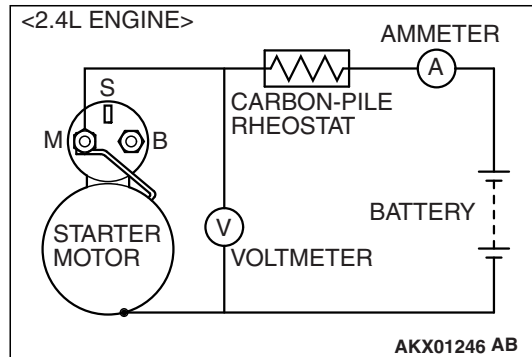 <2.4L ENGINE>
AMMETER
A
S
CARBON-PILE
RHEOSTAT
M
B
BATTERY
V
STARTER
MOTOR
VOLTMETER
AKX01246 AB